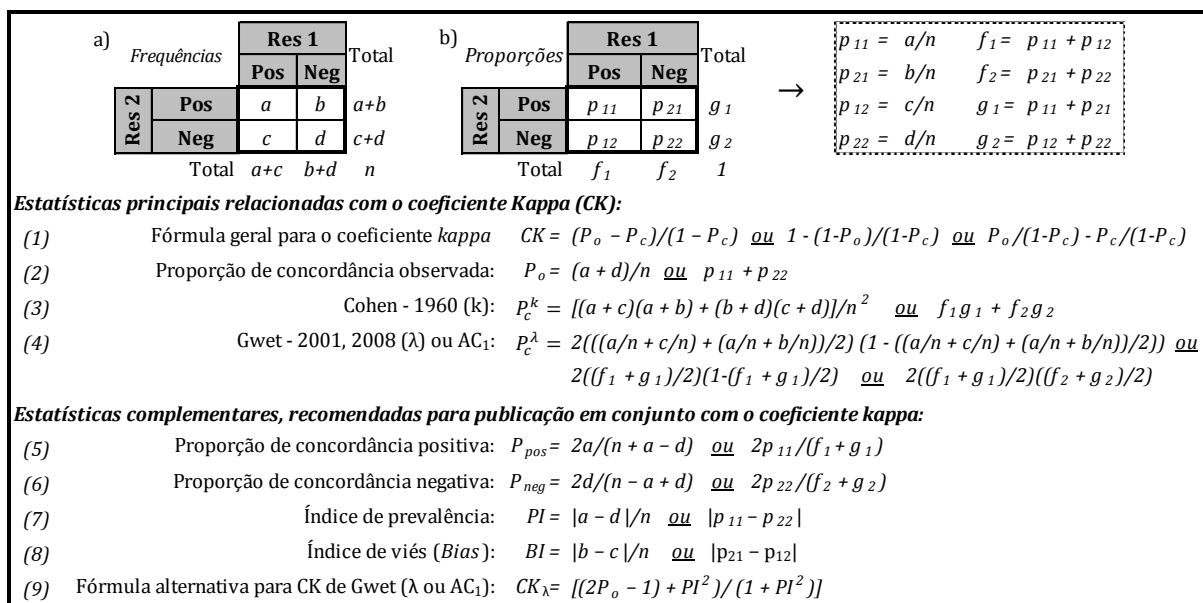 a) Frequências Res 1 Total b) Proporções Res 1 Total
Pos Neg Pos Neg
Res 2 Pos a b a+b Res 2 Pos p 11 p 21 g 1
Neg c d c+d Neg p 12 p 22 g 2
Total a+c b+d n Total f 1 f 2 1
→
p 11 = a/n f 1 = p 11 + p 12
p 21 = b/n f 2 = p 21 + p 22
p 12 = c/n g 1 = p 11 + p 21
p 22 = d/n g 2 = p 12 + p 22
Estatísticas principais relacionadas com o coeficiente Kappa (CK):
(1) Fórmula geral para o coeficiente kappa CK = (P o – P c)/(1 – P c) ou 1 - (1-P o)/(1-P c) ou P o/(1-P c) - P c/(1-P c)
(2) Proporção de concordância observada: P o = (a + d)/n ou p 11 + p 22
(3) Cohen - 1960 (k): P_c^k = [(a + c)(a + b) + (b + d)(c + d)]/n 2 ou f 1 g 1 + f 2 g 2
(4) Gwet - 2001, 2008 (λ) ou AC1: P_c^λ = 2(((a/n + c/n) + (a/n + b/n))/2) (1 - ((a/n + c/n) + (a/n + b/n))/2)) ou
2((f 1 + g 1)/2)(1-(f 1 + g 1)/2) ou 2((f 1 + g 1)/2)((f 2 + g 2)/2)
Estatísticas complementares, recomendadas para publicação em conjunto com o coeficiente kappa:
(5) Proporção de concordância positiva: P pos = 2a/(n + a – d) ou 2p 11/(f 1 + g 1)
(6) Proporção de concordância negativa: P neg = 2d/(n – a + d) ou 2p 22/(f 2 + g 2)
(7) Índice de prevalência: PI = |a – d|/n ou |p 11 – p 22|
(8) Índice de viés (Bias): BI = |b – c|/n ou |p21 – p12|
(9) Fórmula alternativa para CK de Gwet (λ ou AC1): CK λ = [(2P o – 1) + PI 2)/ (1 + PI 2)]